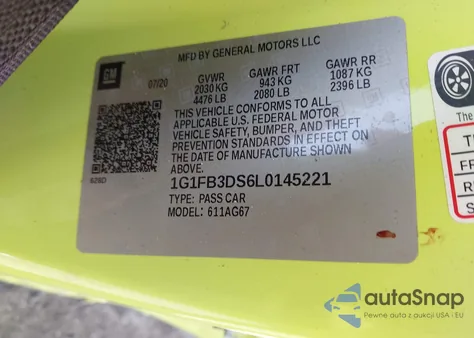 MFD BY GENERAL MOTORS LLC
GM
07/20
GVWR GAWR FRT GAWR RR
2030 KG 943 KG 1087 KG
4476 LB 2080 LB 2396 LB
THIS VEHICLE CONFORMS TO ALL
APPLICABLE U.S. FEDERAL MOTOR
VEHICLE SAFETY, BUMPER, AND THEFT
PREVENTION STANDARDS IN EFFECT ON
THE DATE OF MANUFACTURE SHOWN
ABOVE.
1G1FB3DS6L0145221
TYPE: PASS CAR
MODEL: 611AG67
The
autoSnap
Pewne auta z aukcji USA i EU